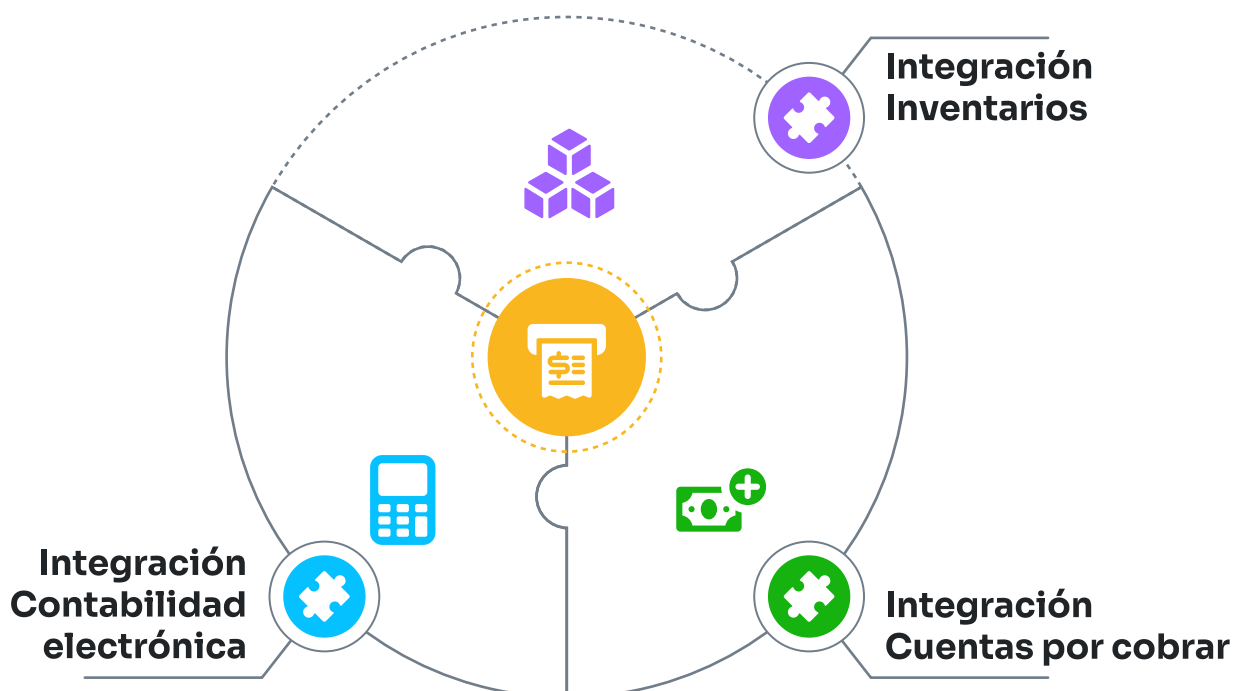 Integración
Inventarios
Integración
Contabilidad
electrónica
Integración
Cuentas por cobrar